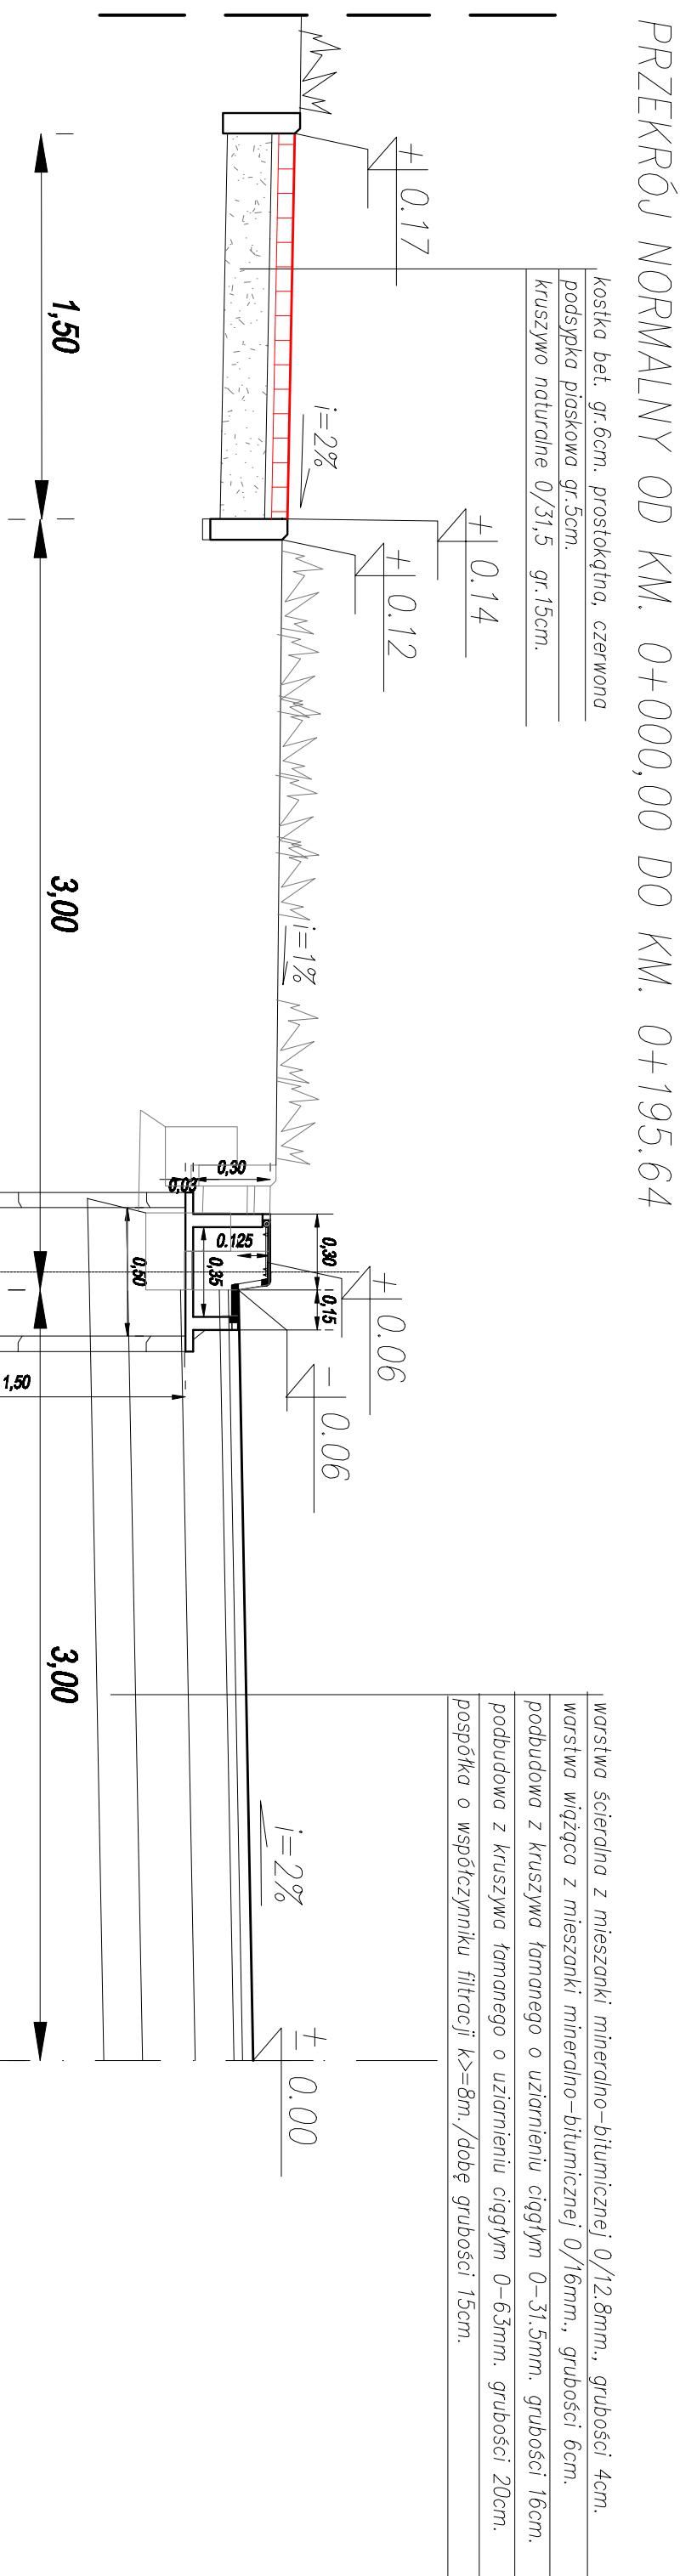 PRZEKRÓJ NORMALNY OD KM. 0+000,00 DO KM. 0+195.64
kostka bet. gr.6cm. prostokątna, czerwona
podsypka piaskowa gr.5cm.
kruszywo naturalne 0/31,5 gr.15cm.
warstwa ścieralna z mieszanki mineralno-bitumicznej 0/12.8mm., grubości 4cm.
warstwa wiążąca z mieszanki mineralno-bitumicznej 0/16mm., grubości 6cm.
podbudowa z kruszywa łamanego o uziarnieniu ciągłym 0-31.5mm. grubości 16cm.
podbudowa z kruszywa łamanego o uziarnieniu ciągłym 0-63mm. grubości 20cm.
pospółka o współczynniku filtracji k>=8m./dobę grubości 15cm.
+ 0.17
+ 0.14
+ 0.12
+ 0.06
- 0.06
± 0.00
i=2%
i=1%
i=2%
0,30
0,03
0,30
0,15
0.125
0,35
0,50
1,50
1,50
3,00
3,00